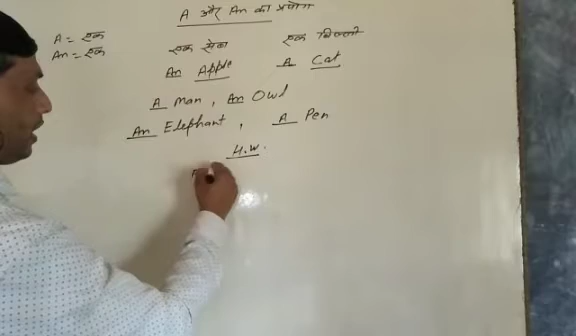 A और An का प्रयोग
A = एक
An = एक
एक सेब एक बिल्ली
An Apple A Cat
A Man, An Owl
An Elephant, A Pen
H.W.